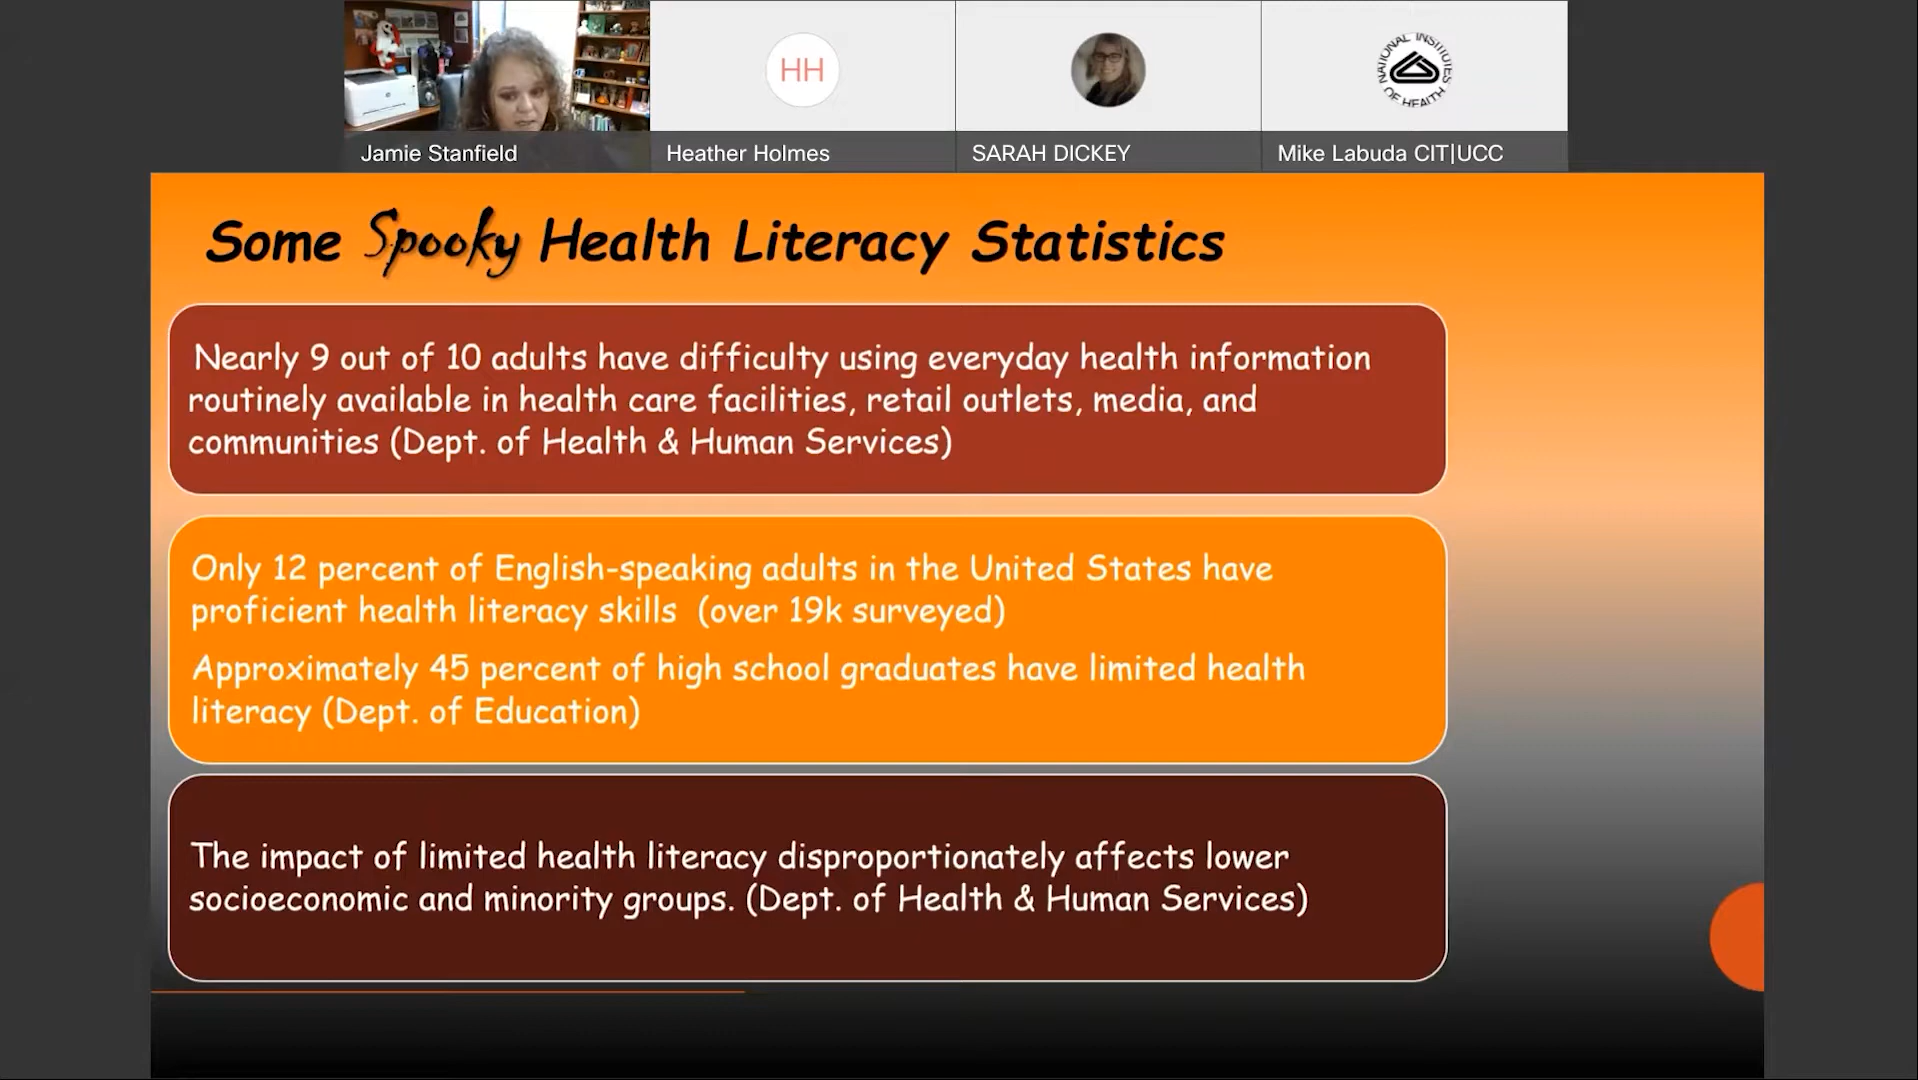 HH
NATIONAL INSTITUTES
OF HEALTH
Jamie Stanfield
Heather Holmes
SARAH DICKEY
Mike Labuda CIT|UCC
Some Spooky Health Literacy Statistics
Nearly 9 out of 10 adults have difficulty using everyday health information
routinely available in health care facilities, retail outlets, media, and
communities (Dept. of Health & Human Services)
Only 12 percent of English-speaking adults in the United States have
proficient health literacy skills (over 19k surveyed)
Approximately 45 percent of high school graduates have limited health
literacy (Dept. of Education)
The impact of limited health literacy disproportionately affects lower
socioeconomic and minority groups. (Dept. of Health & Human Services)